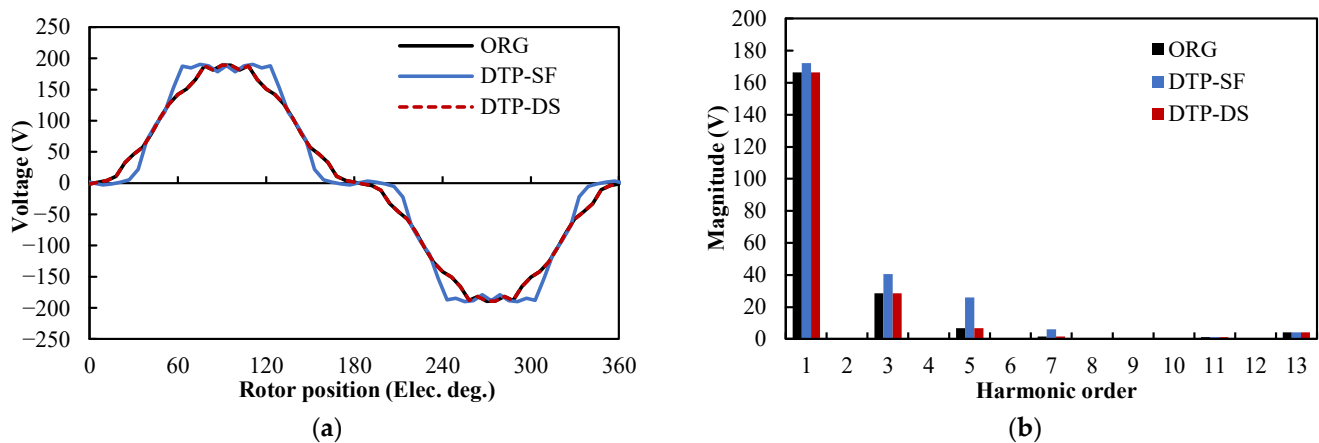 250
200
150
100
50
0
−50
−100
−150
−200
−250
Voltage (V)
ORG
DTP-SF
DTP-DS
0 60 120 180 240 300 360
Rotor position (Elec. deg.)
(a)
200
180
160
140
120
100
80
60
40
20
0
Magnitude (V)
ORG
DTP-SF
DTP-DS
1 2 3 4 5 6 7 8 9 10 11 12 13
Harmonic order
(b)